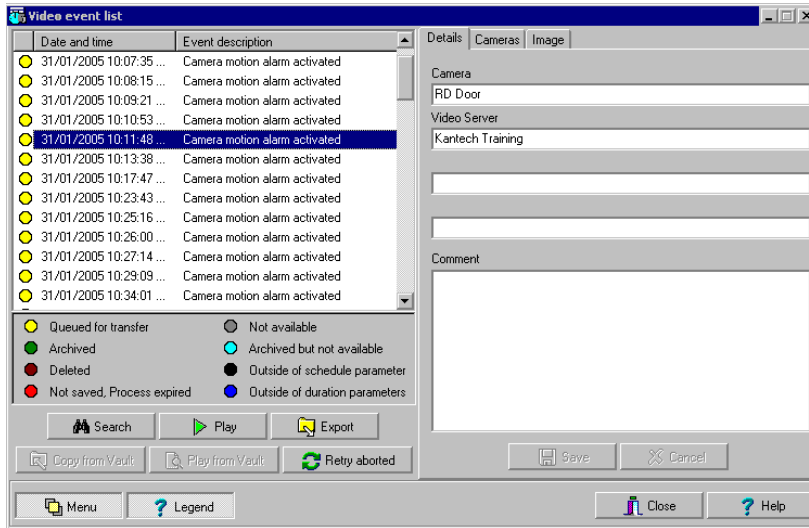 Video event list
Date and time Event description
31/01/2005 10:07:35 ... Camera motion alarm activated
31/01/2005 10:08:15 ... Camera motion alarm activated
31/01/2005 10:09:21 ... Camera motion alarm activated
31/01/2005 10:10:53 ... Camera motion alarm activated
31/01/2005 10:11:48 ... Camera motion alarm activated
31/01/2005 10:13:38 ... Camera motion alarm activated
31/01/2005 10:17:47 ... Camera motion alarm activated
31/01/2005 10:23:43 ... Camera motion alarm activated
31/01/2005 10:25:16 ... Camera motion alarm activated
31/01/2005 10:26:00 ... Camera motion alarm activated
31/01/2005 10:27:14 ... Camera motion alarm activated
31/01/2005 10:29:09 ... Camera motion alarm activated
31/01/2005 10:34:01 ... Camera motion alarm activated
Queued for transfer Not available
Archived Archived but not available
Deleted Outside of schedule parameter
Not saved, Process expired Outside of duration parameters
Search Play Export
Copy from Vault Play from Vault Retry aborted
Details Cameras Image
Camera
RD Door
Video Server
Kantech Training
Comment
Save Cancel
Menu ? Legend Close ? Help